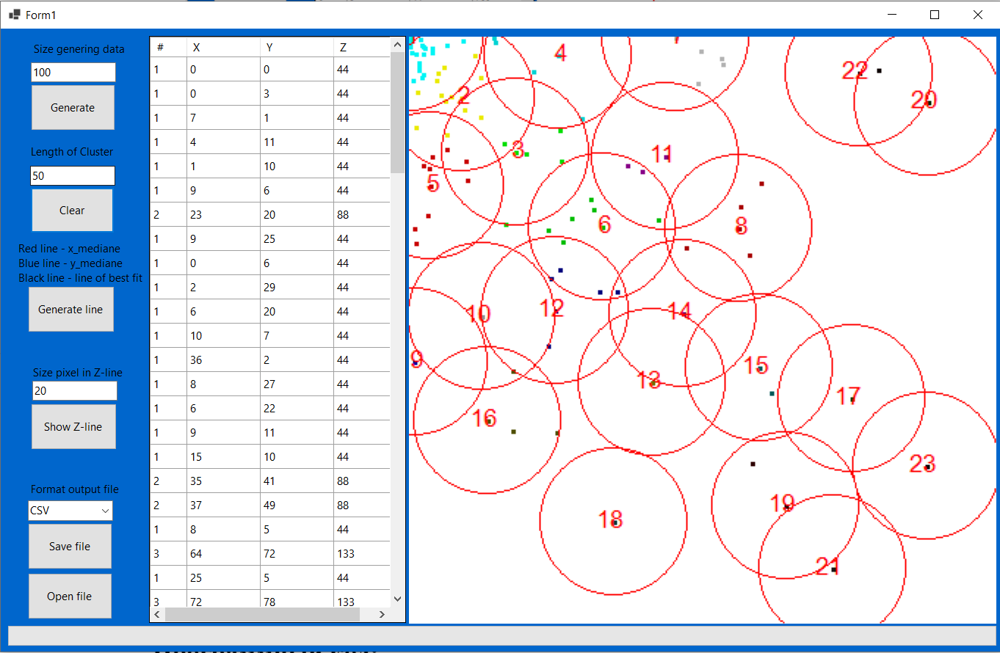 Form1
Size genering data
100
Generate
Length of Cluster
50
Clear
Red line - x_mediane
Blue line - y_mediane
Black line - line of best fit
Generate line
Size pixel in Z-line
20
Show Z-line
Format output file
CSV
Save file
Open file
# X Y Z
1 0 0 44
1 0 3 44
1 7 1 44
1 4 11 44
1 1 10 44
1 9 6 44
2 23 20 88
1 9 25 44
1 0 6 44
1 2 29 44
1 6 20 44
1 10 7 44
1 36 2 44
1 8 27 44
1 6 22 44
1 9 11 44
1 15 10 44
2 35 41 88
2 37 49 88
1 8 5 44
3 64 72 133
1 25 5 44
3 72 78 133
4
22
2
20
3
11
5
6
8
10
12
14
9
15
13
17
16
23
19
18
21